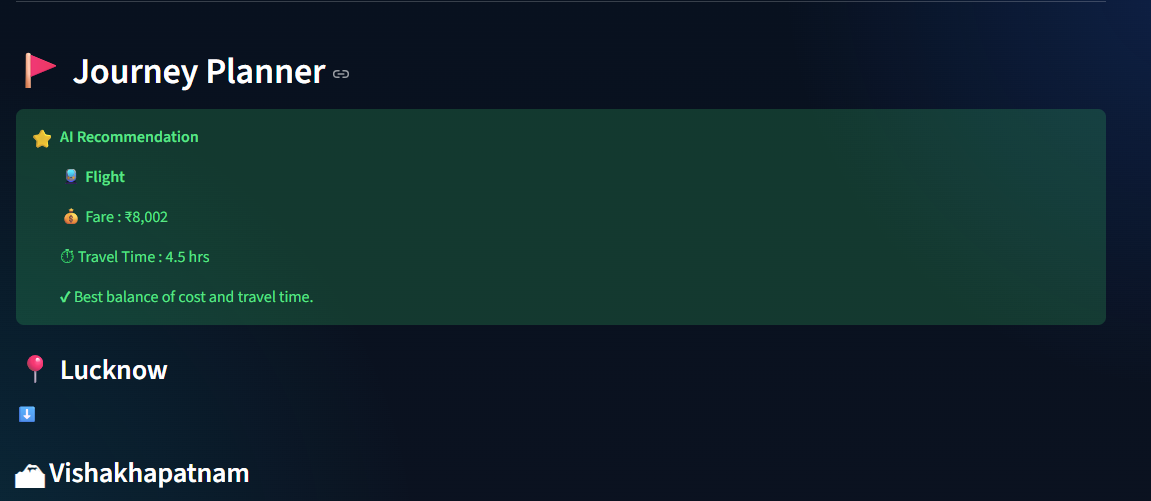 Journey Planner
AI Recommendation
Flight
Fare : ₹8,002
Travel Time : 4.5 hrs
Best balance of cost and travel time.
Lucknow
Vishakhapatnam